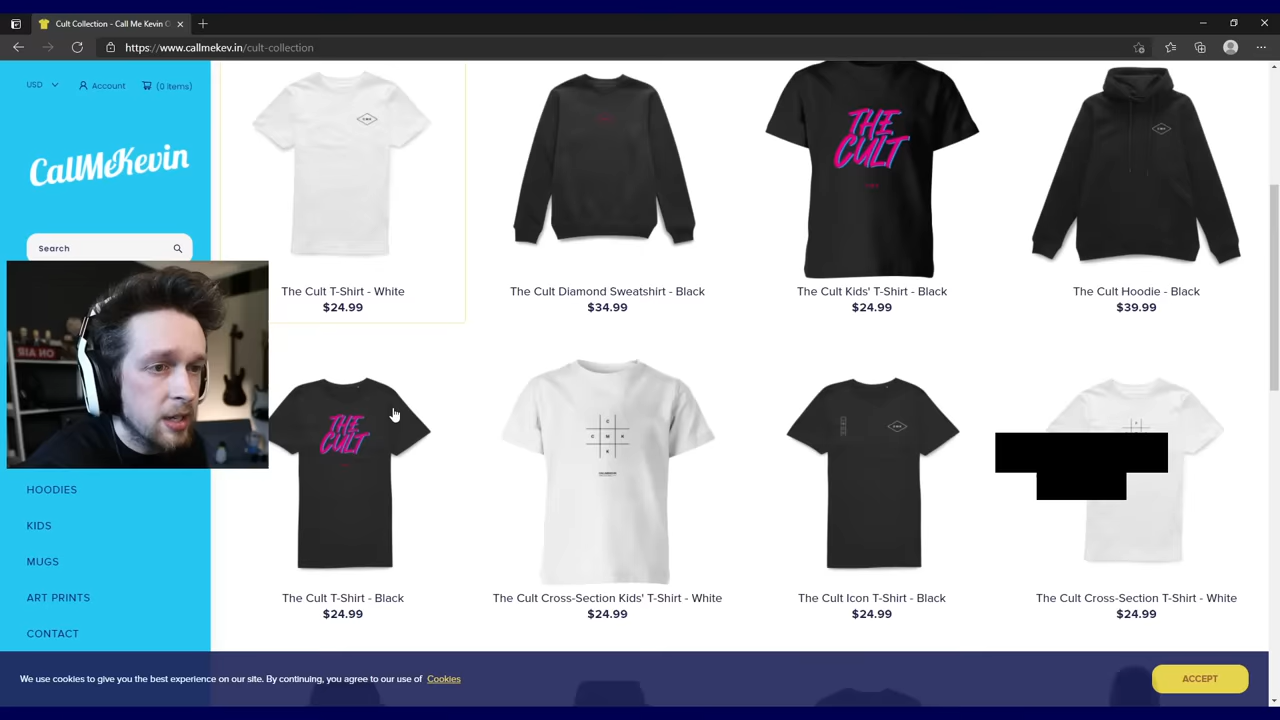 Cult Collection - Call Me Kevin C
https://www.callmekev.in/cult-collection
USD
Account
(0 Items)
CallMeKevin
Search
ON AIR
THE CULT
The Cult T-Shirt - White
$24.99
The Cult Diamond Sweatshirt - Black
$34.99
The Cult Kids' T-Shirt - Black
$24.99
The Cult Hoodie - Black
$39.99
THE CULT
C
C M K
K
The Cult T-Shirt - Black
$24.99
The Cult Cross-Section Kids' T-Shirt - White
$24.99
The Cult Icon T-Shirt - Black
$24.99
The Cult Cross-Section T-Shirt - White
$24.99
HOODIES
KIDS
MUGS
ART PRINTS
CONTACT
We use cookies to give you the best experience on our site. By continuing, you agree to our use of Cookies
ACCEPT